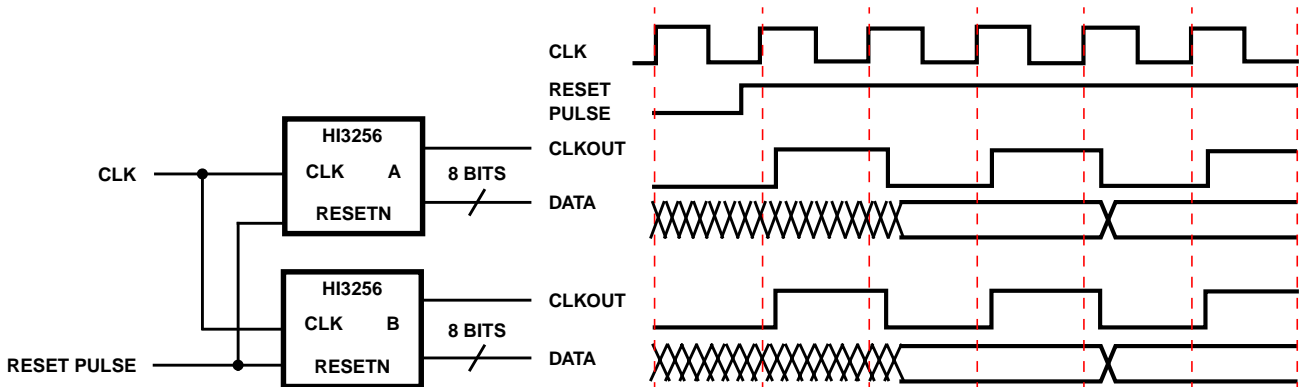 CLK
RESET
PULSE
HI3256
CLKOUT
CLK
CLK A
8 BITS
DATA
RESETN
HI3256
CLKOUT
CLK B
8 BITS
RESET PULSE
RESETN
DATA